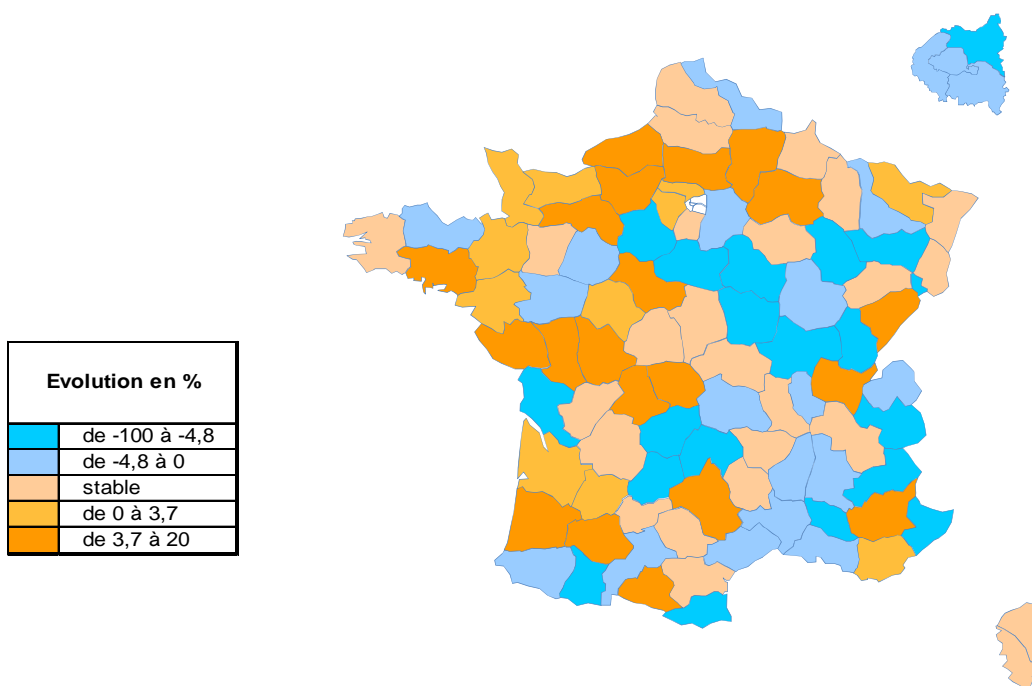 Evolution en %
de -100 à -4,8
de -4,8 à 0
stable
de 0 à 3,7
de 3,7 à 20